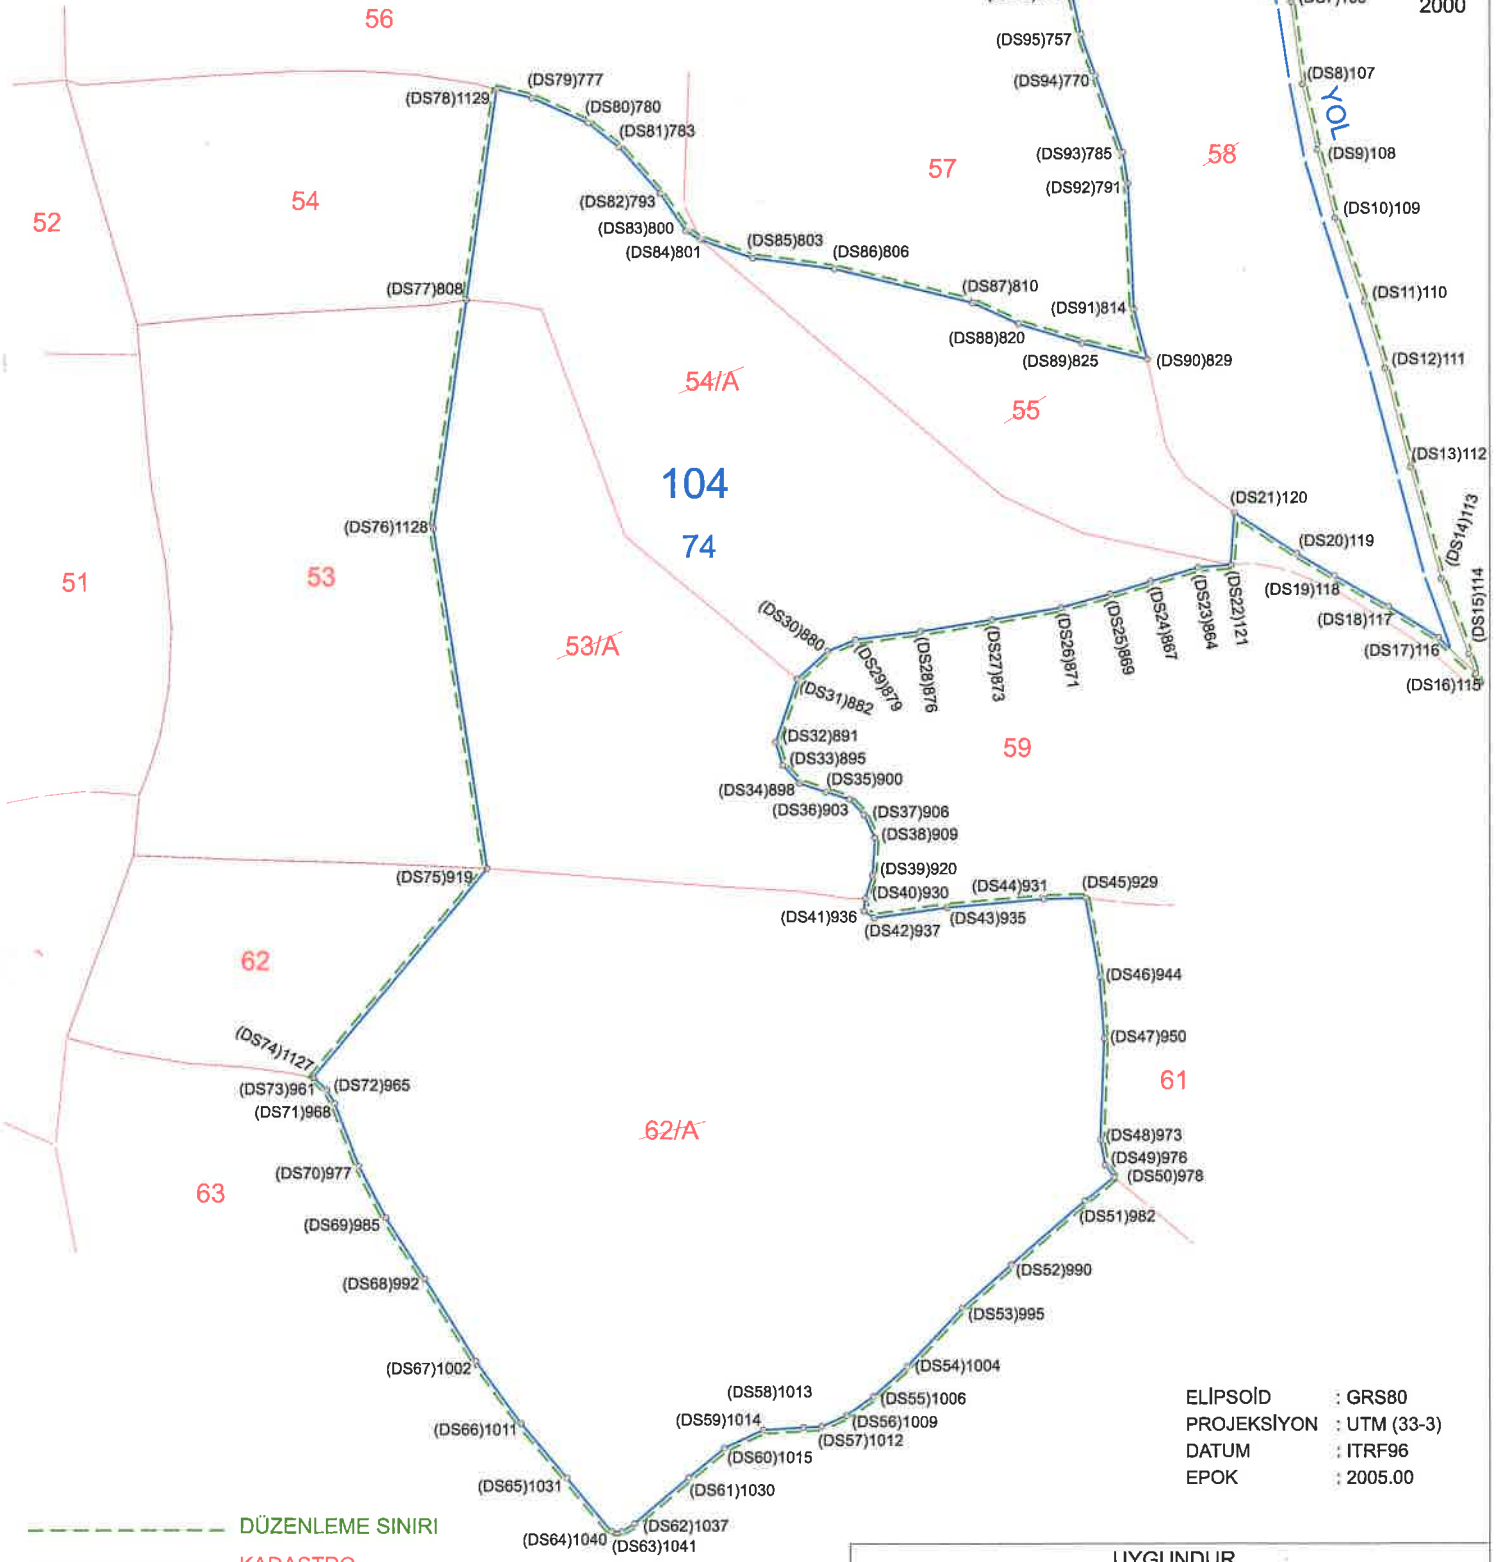 56
2000
(DS95)757
(DS79)777
(DS94)770
(DS8)107
(DS78)1129
(DS80)780
YOL
(DS81)783
(DS93)785
58
(DS9)108
57
(DS92)791
54
(DS82)793
(DS10)109
52
(DS83)800
(DS85)803
(DS84)801
(DS86)806
(DS77)808
(DS87)810
(DS11)110
(DS91)814
(DS88)820
(DS89)825
(DS90)829
(DS12)111
54/A
55
(DS13)112
104
(DS21)120
(DS14)113
(DS76)1128
74
(DS20)119
51
53
(DS19)118
(DS22)121
(DS23)864
(DS24)867
(DS25)869
(DS26)871
(DS27)873
(DS28)876
(DS29)879
(DS30)880
(DS15)114
(DS18)117
53/A
(DS17)116
(DS31)882
(DS16)115
(DS32)891
59
(DS33)895
(DS35)900
(DS34)898
(DS36)903
(DS37)906
(DS38)909
(DS75)919
(DS39)920
(DS40)930
(DS44)931
(DS45)929
(DS41)936
(DS42)937
(DS43)935
62
(DS46)944
(DS74)1127
(DS47)950
(DS73)961
(DS72)965
61
(DS71)968
62/A
(DS48)973
(DS49)976
(DS70)977
(DS50)978
63
(DS51)982
(DS69)985
(DS52)990
(DS68)992
(DS53)995
(DS67)1002
(DS54)1004
(DS58)1013
(DS55)1006
(DS59)1014
(DS56)1009
(DS66)1011
(DS57)1012
(DS60)1015
(DS65)1031
(DS61)1030
(DS62)1037
(DS64)1040
(DS63)1041
ELİPSOİD : GRS80
PROJEKSİYON : UTM (33-3)
DATUM : ITRF96
EPOK : 2005.00
DÜZENLEME SINIRI
KADASTRO
UYGUNDUR